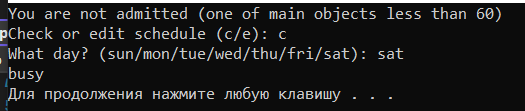 You are not admitted (one of main objects less than 60)
Check or edit schedule (c/e): c
What day? (sun/mon/tue/wed/thu/fri/sat): sat
busy
Для продолжения нажмите любую клавишу . . .